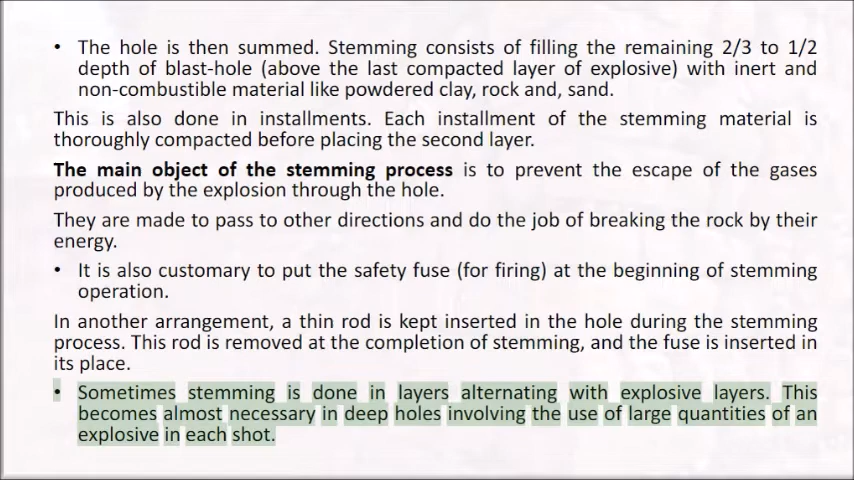 • The hole is then summed. Stemming consists of filling the remaining 2/3 to 1/2
depth of blast-hole (above the last compacted layer of explosive) with inert and
non-combustible material like powdered clay, rock and, sand.
This is also done in installments. Each installment of the stemming material is
thoroughly compacted before placing the second layer.
The main object of the stemming process is to prevent the escape of the gases
produced by the explosion through the hole.
They are made to pass to other directions and do the job of breaking the rock by their
energy.
• It is also customary to put the safety fuse (for firing) at the beginning of stemming
operation.
In another arrangement, a thin rod is kept inserted in the hole during the stemming
process. This rod is removed at the completion of stemming, and the fuse is inserted in
its place.
• Sometimes stemming is done in layers alternating with explosive layers. This
becomes almost necessary in deep holes involving the use of large quantities of an
explosive in each shot.